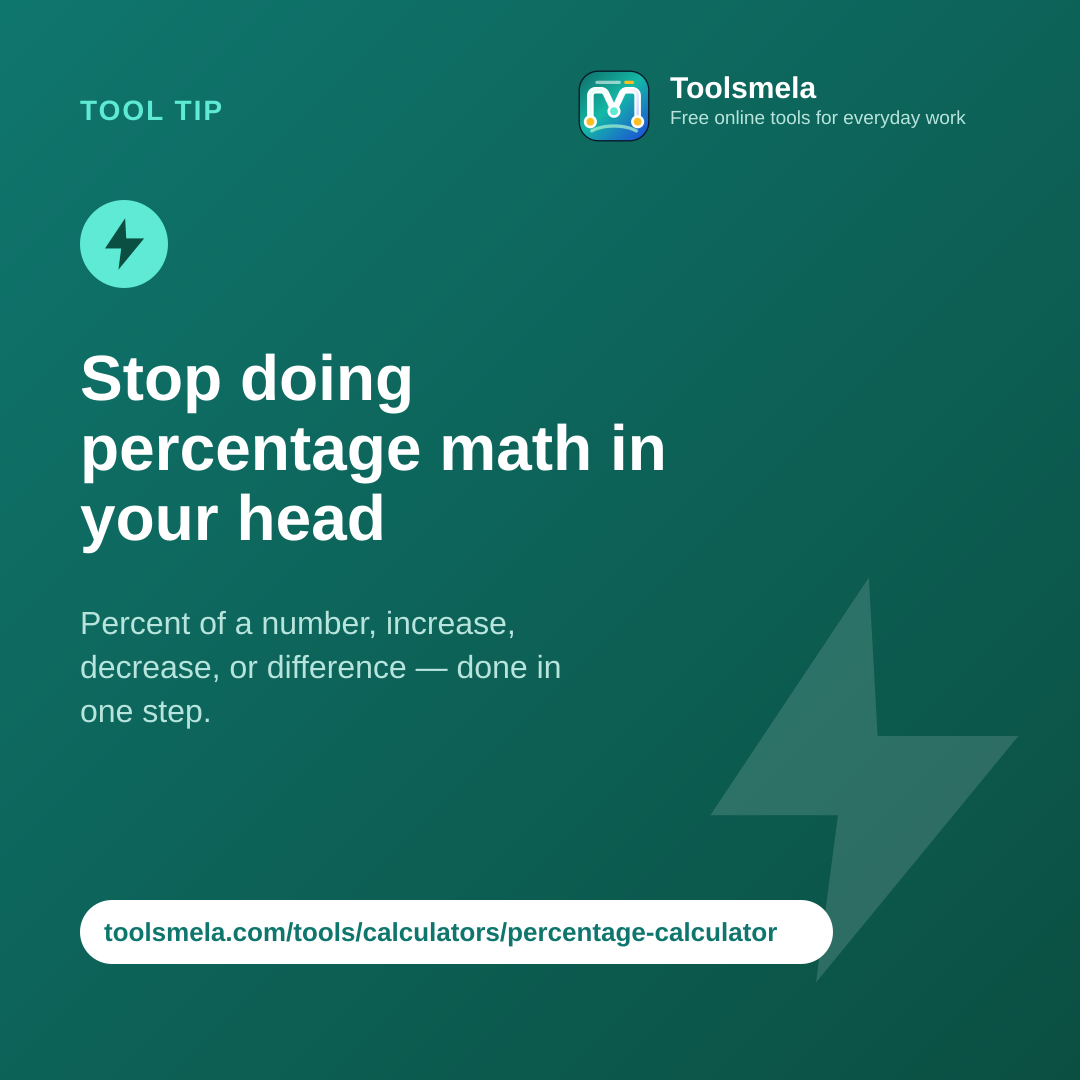 TOOL TIP
Toolsmela
Free online tools for everyday work
Stop doing
percentage math in
your head
Percent of a number, increase,
decrease, or difference — done in
one step.
toolsmela.com/tools/calculators/percentage-calculator